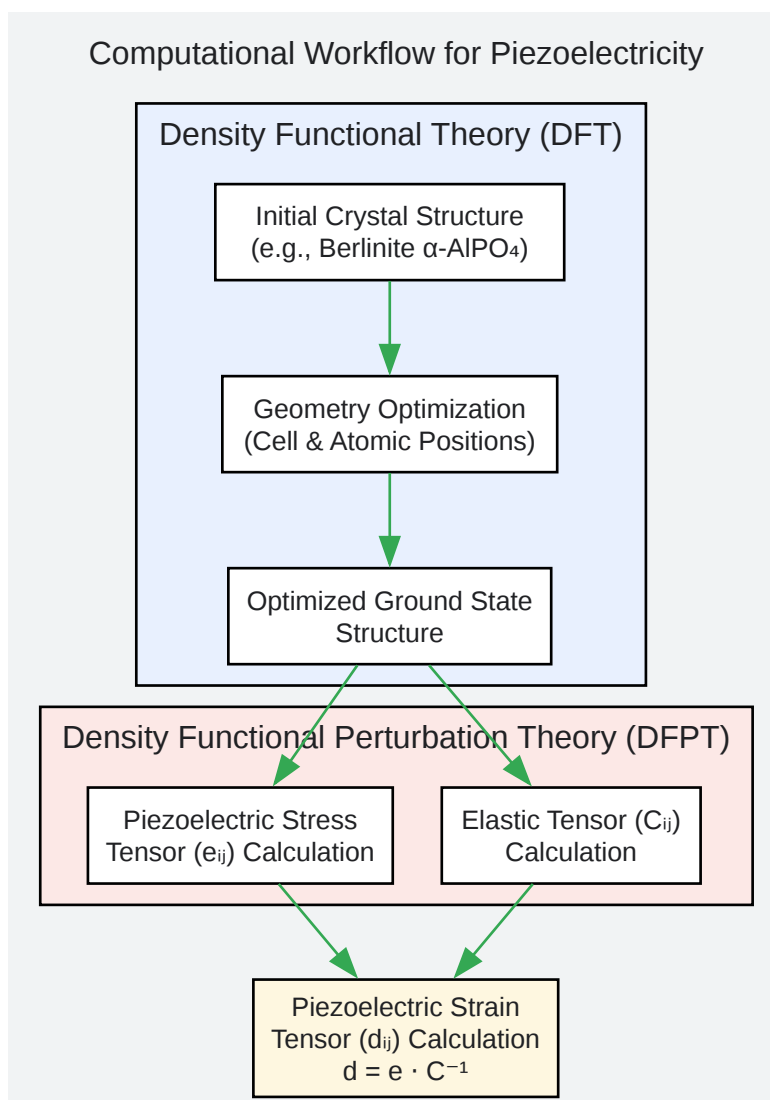 Computational Workflow for Piezoelectricity
Density Functional Theory (DFT)
Initial Crystal Structure
(e.g., Berlinite α-AlPO₄)
Geometry Optimization
(Cell & Atomic Positions)
Optimized Ground State
Structure
Density Functional Perturbation Theory (DFPT)
Piezoelectric Stress
Tensor (eᵢⱼ) Calculation
Elastic Tensor (Cᵢⱼ)
Calculation
Piezoelectric Strain
Tensor (dᵢⱼ) Calculation
d = e · C⁻¹